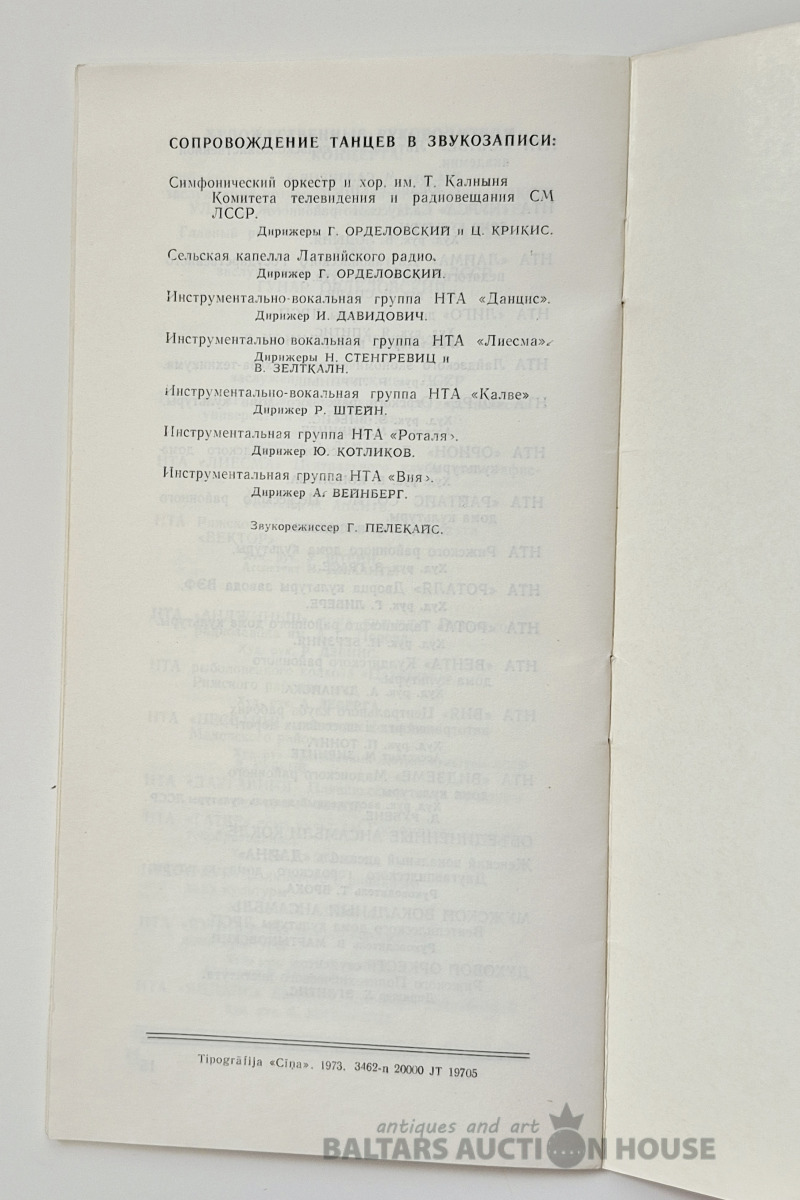 СОПРОВОЖДЕНИЕ ТАНЦЕВ В ЗВУКОЗАПИСИ:
Симфонический оркестр и хор. им. Т. Калныня
Комитета телевидения и радиовещания СМ
ЛССР.
Дирижеры Г. ОРДЕЛОВСКИЙ и Ц. КРИКИС.
Сельская капелла Латвийского радио.
Дирижер Г. ОРДЕЛОВСКИЙ.
Инструментально-вокальная группа НТА «Данцис».
Дирижер И. ДАВИДОВИЧ.
Инструментально вокальная группа НТА «Лиесма».
Дирижеры Н. СТЕНГРЕВИЦ и
В. ЗЕЛТКАЛН.
Инструментально-вокальная группа НТА «Калве»
Дирижер Р. ШТЕЙН.
Инструментальная группа НТА «Роталя».
Дирижер Ю. КОТЛИКОВ.
Инструментальная группа НТА «Вия».
Дирижер А. ВЕЙНБЕРГ.
Звукорежиссер Г. ПЕЛЕКАЙС.
Tipogrāfija «Cīņa». 1973. 3462-п 20000 JT 19705
antiques and art
BALTARS AUCTION HOUSE